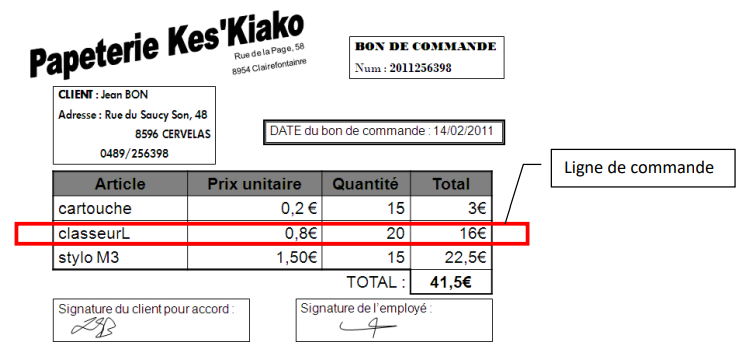 Papeterie Kes'Kiako
Rue de la Page, 58
8954 Clairefontainre
BON DE COMMANDE
Num : 2011256398
CLIENT : Jean BON
Adresse : Rue du Saucy Son, 48
8596 CERVELAS
0489/256398
DATE du bon de commande : 14/02/2011
Ligne de commande
Article Prix unitaire Quantité Total
cartouche 0,2 € 15 3€
classeurL 0,8€ 20 16€
stylo M3 1,50€ 15 22,5€
TOTAL : 41,5€
Signature du client pour accord :
Signature de l'employé :